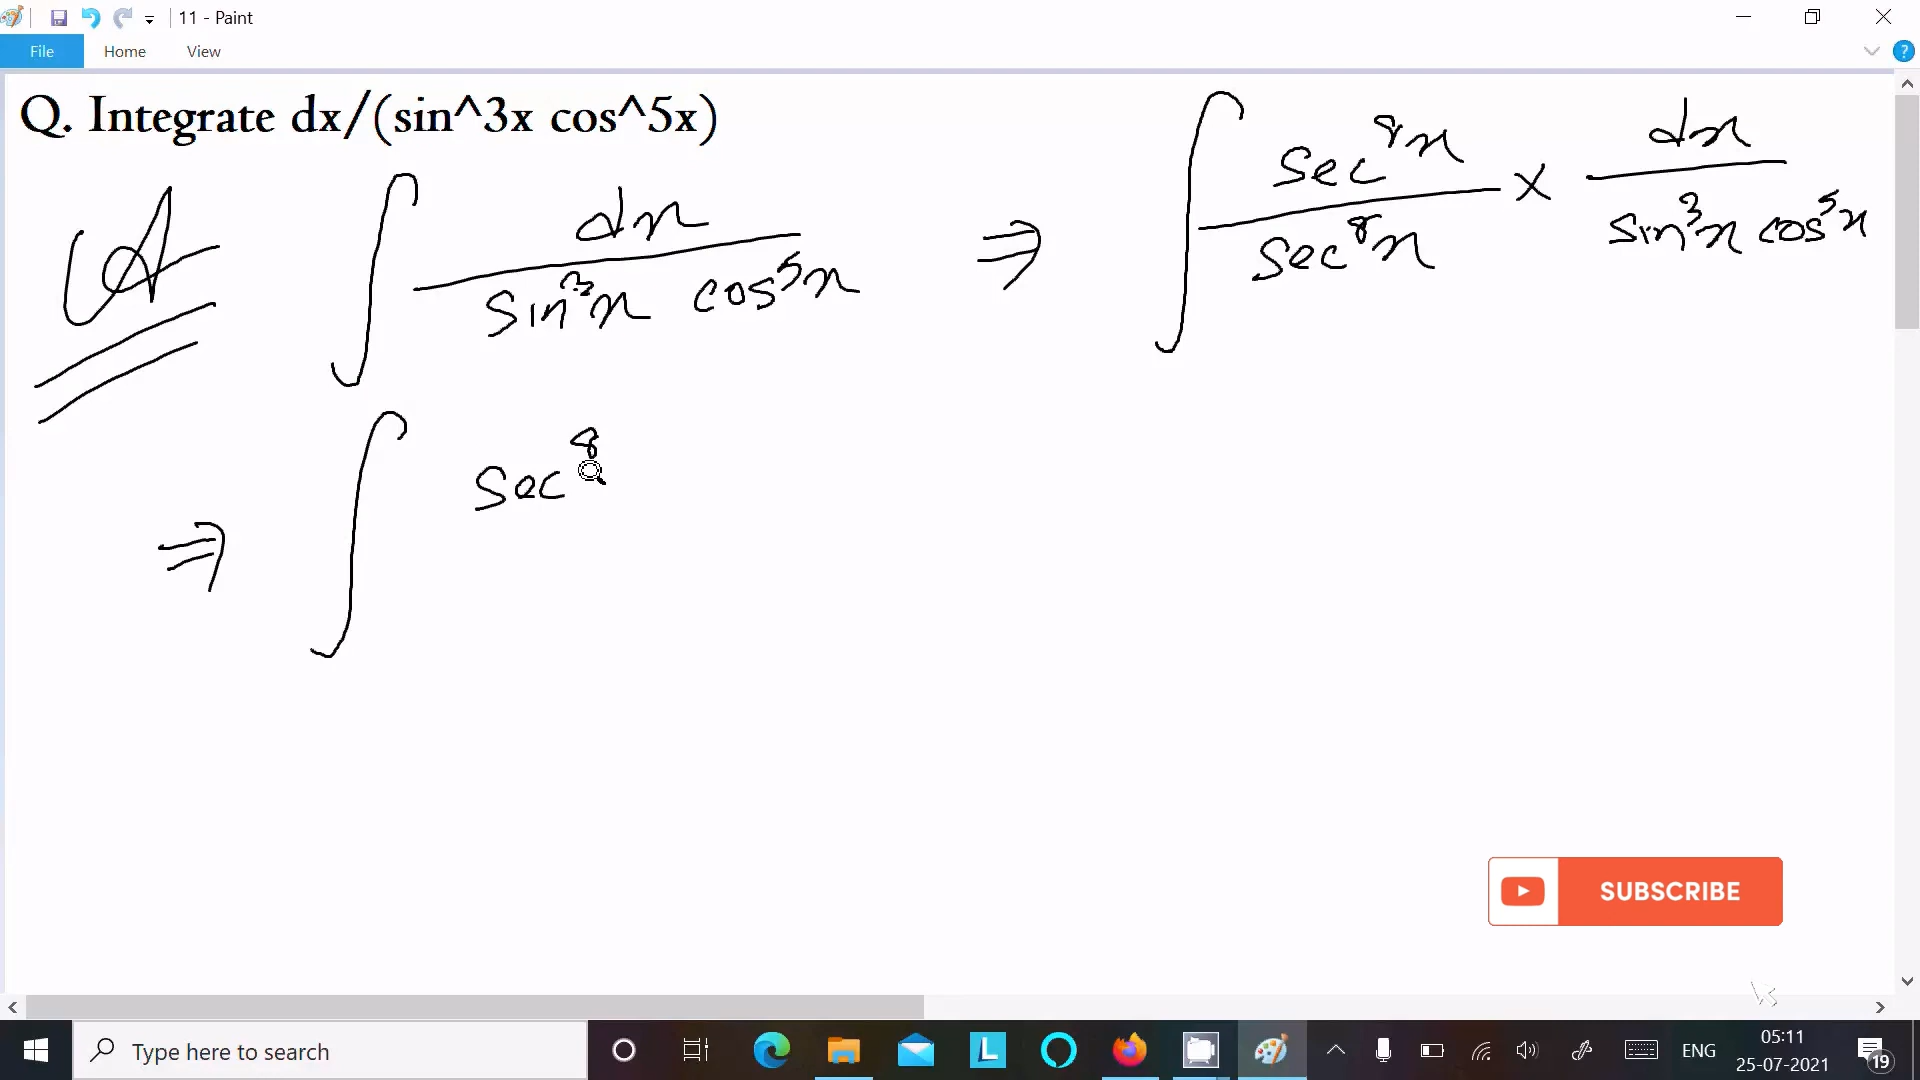 11 - Paint
File Home View
Q. Integrate dx/(sin^3x cos^5x)
A ∫ dx / sin³x cos⁵x ⇒ ∫ sec⁸x / sec⁸x × dx / sin³x cos⁵x
⇒ ∫ sec⁸
SUBSCRIBE
Type here to search
ENG
05:11
25-07-2021
19